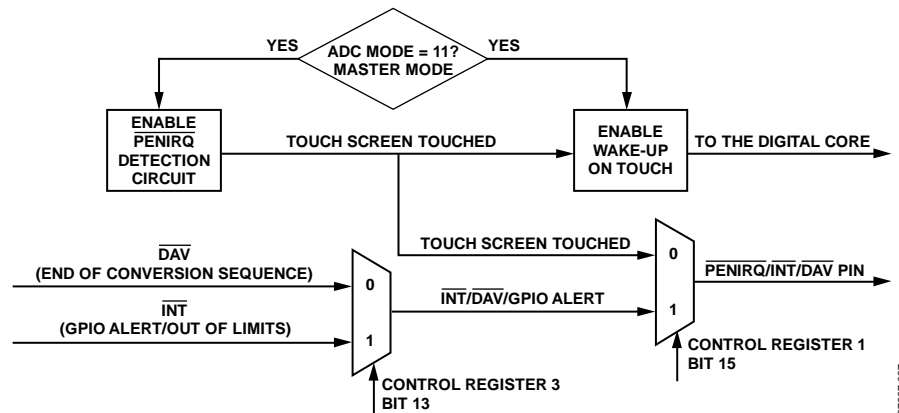 YES
ADC MODE = 11?
MASTER MODE
YES
ENABLE
PENIRQ
DETECTION
CIRCUIT
TOUCH SCREEN TOUCHED
ENABLE
WAKE-UP
ON TOUCH
TO THE DIGITAL CORE
TOUCH SCREEN TOUCHED
DAV
(END OF CONVERSION SEQUENCE)
INT
(GPIO ALERT/OUT OF LIMITS)
0
1
INT/DAV/GPIO ALERT
0
1
PENIRQ/INT/DAV PIN
CONTROL REGISTER 3
BIT 13
CONTROL REGISTER 1
BIT 15